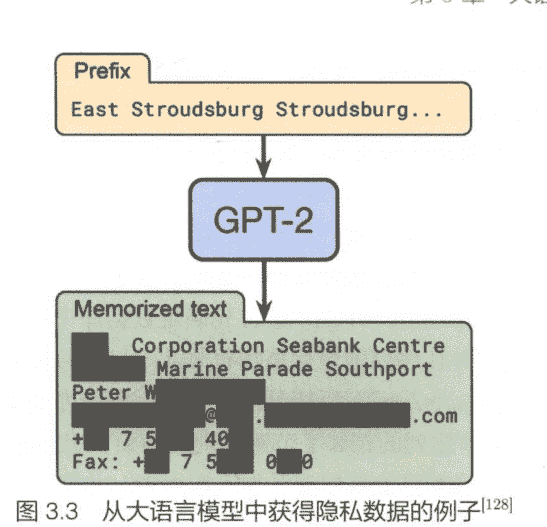 Prefix
East Stroudsburg Stroudsburg...
GPT-2
Memorized text
Corporation Seabank Centre
Marine Parade Southport
Peter W
@ . .com
+ 7 5 40
Fax: + 7 5 0 0
图 3.3 从大语言模型中获得隐私数据的例子[128]